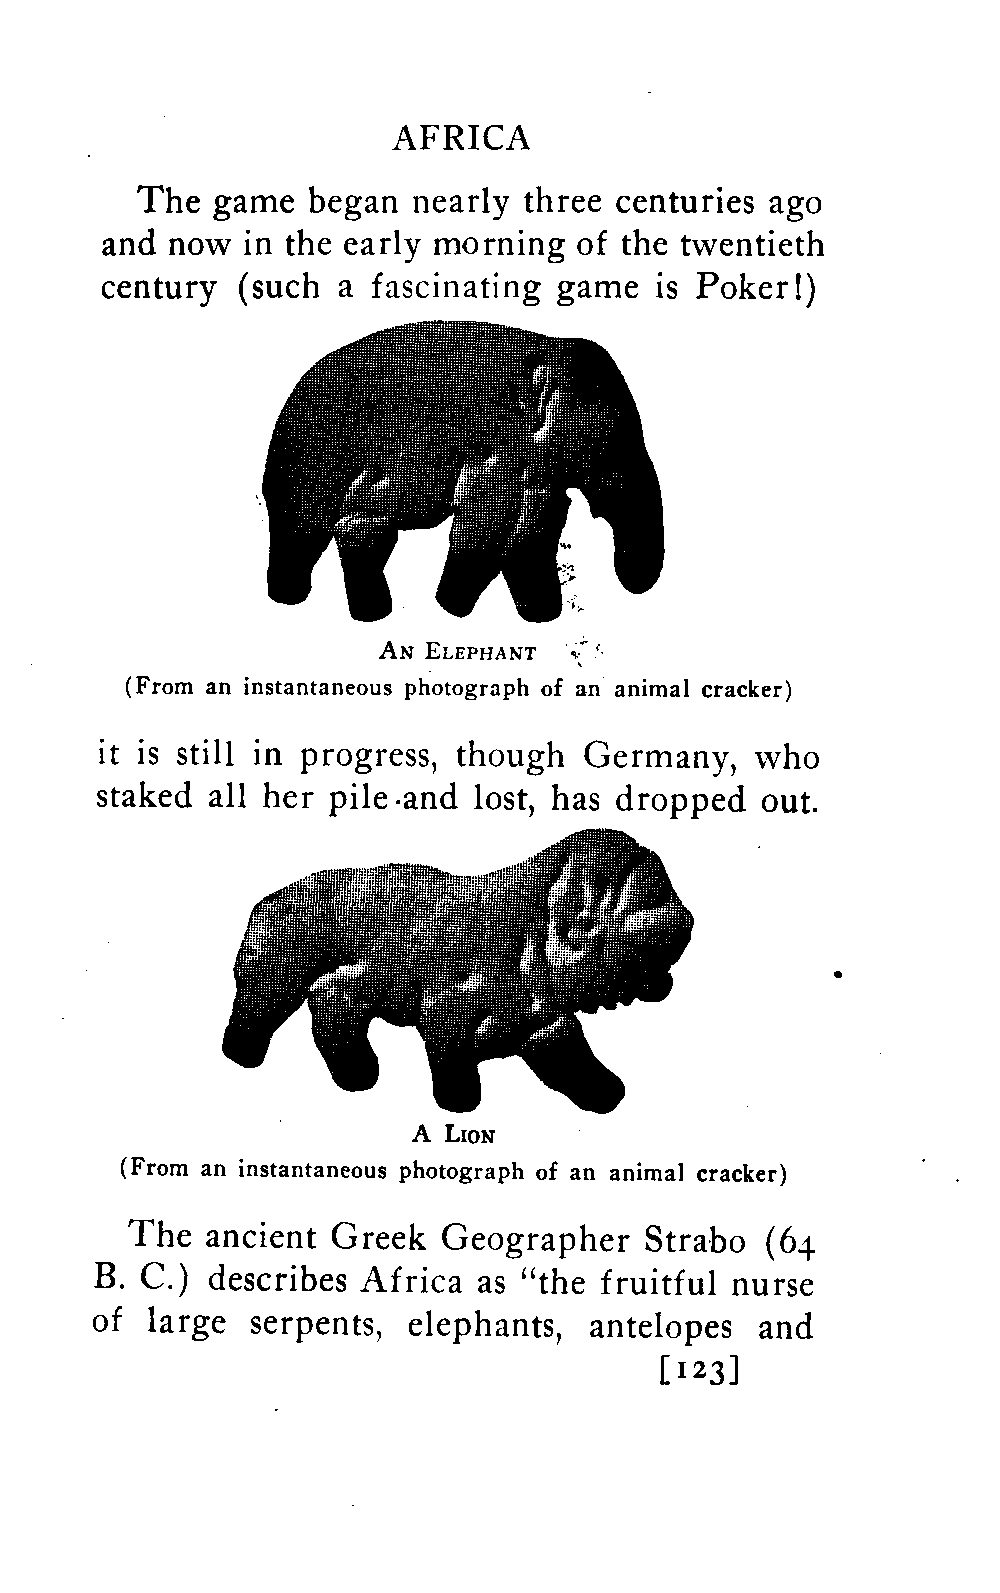 AFRICA
The game began nearly three centuries ago
and now in the early morning of the twentieth
century (such a fascinating game is Poker!)
AN ELEPHANT
(From an instantaneous photograph of an animal cracker)
it is still in progress, though Germany, who
staked all her pile and lost, has dropped out.
A LION
(From an instantaneous photograph of an animal cracker)
The ancient Greek Geographer Strabo (64
B. C.) describes Africa as "the fruitful nurse
of large serpents, elephants, antelopes and
[123]